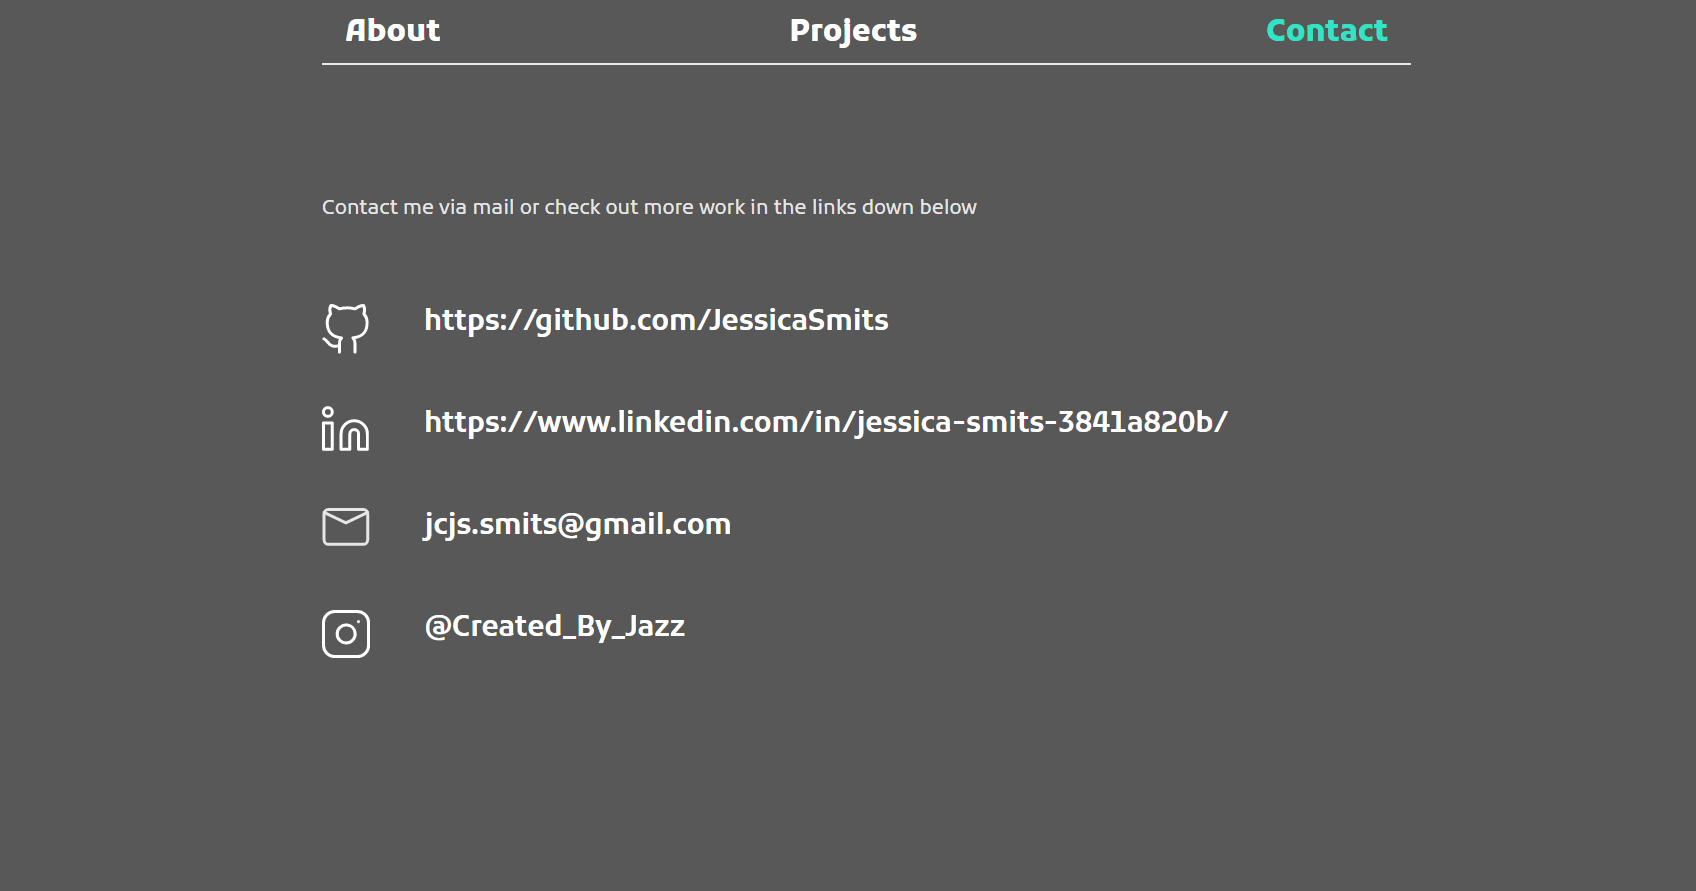 About Projects Contact
Contact me via mail or check out more work in the links down below
https://github.com/JessicaSmits
https://www.linkedin.com/in/jessica-smits-3841a820b/
jcjs.smits@gmail.com
@Created_By_Jazz